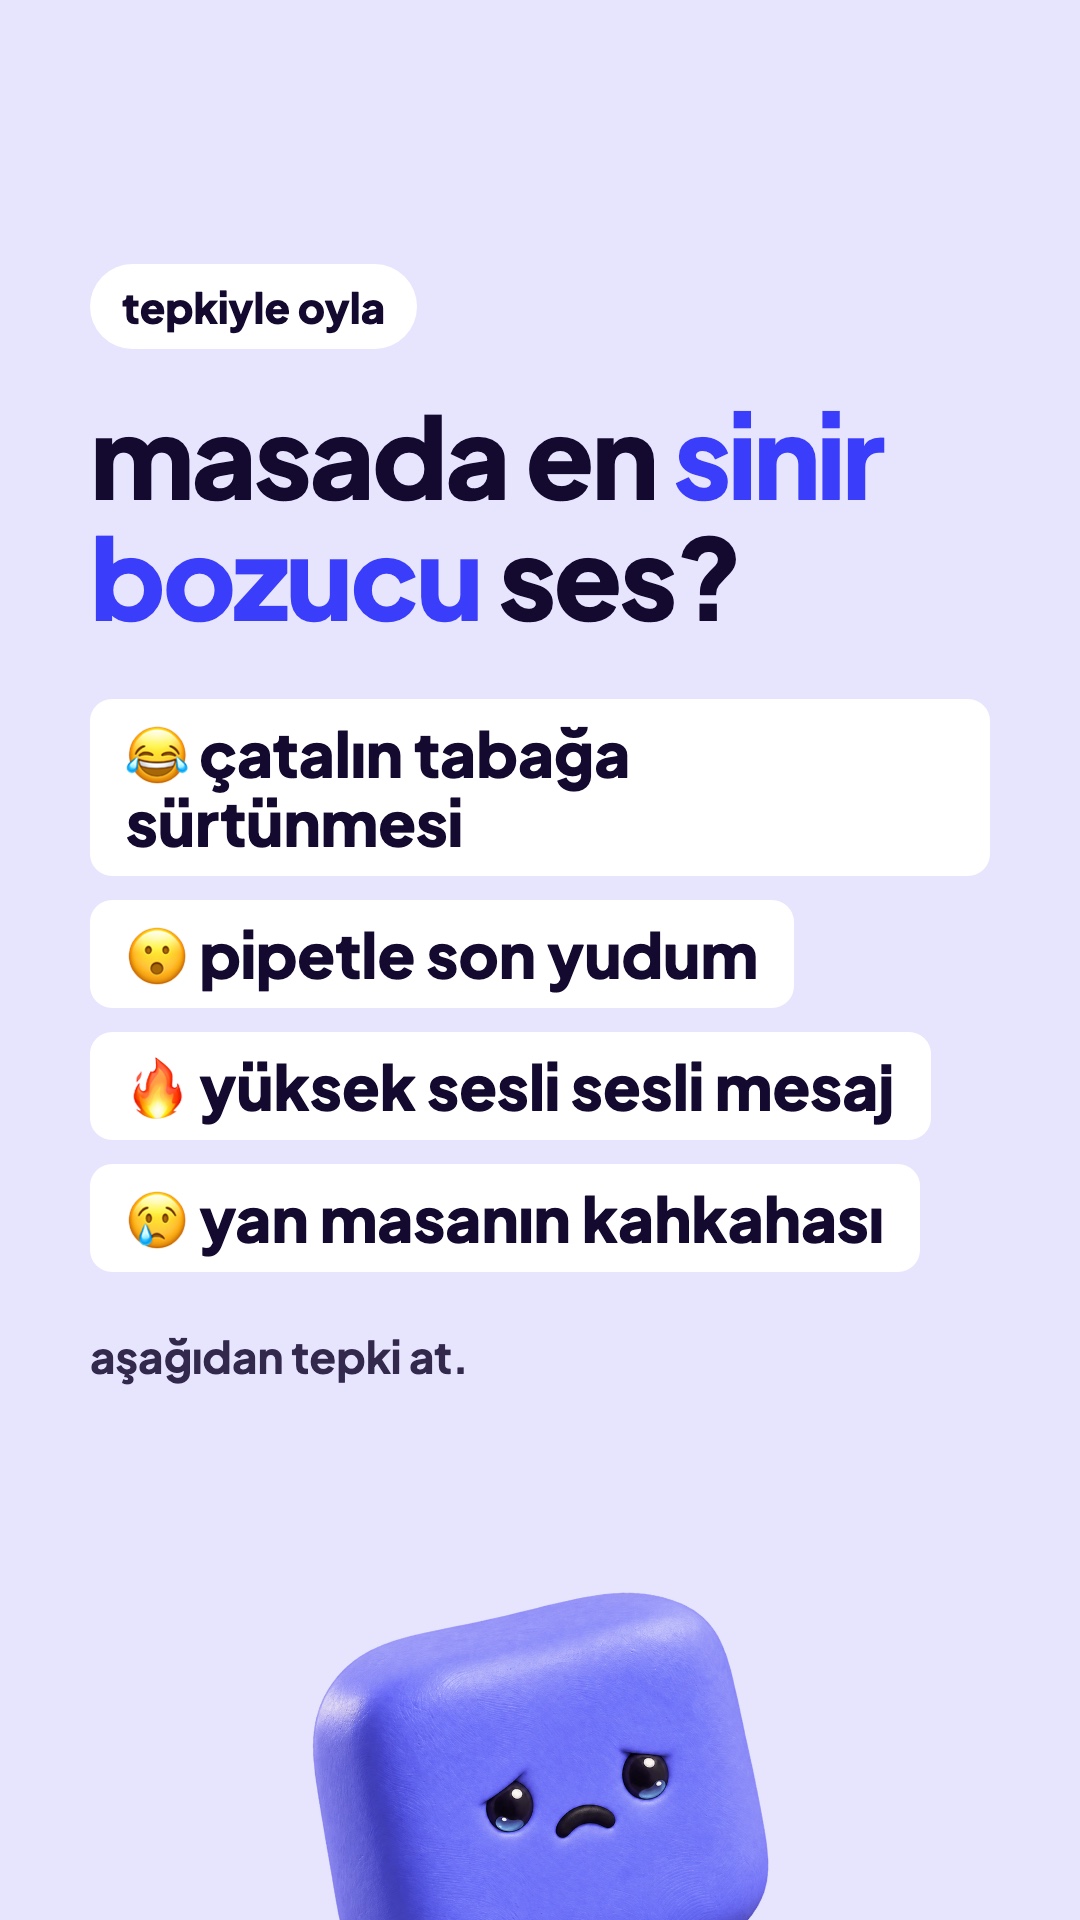 tepkiyle oyla
masada en sinir
bozucu ses?
😂 çatalın tabağa
sürtünmesi
😮 pipetle son yudum
🔥 yüksek sesli sesli mesaj
😢 yan masanın kahkahası
aşağıdan tepki at.